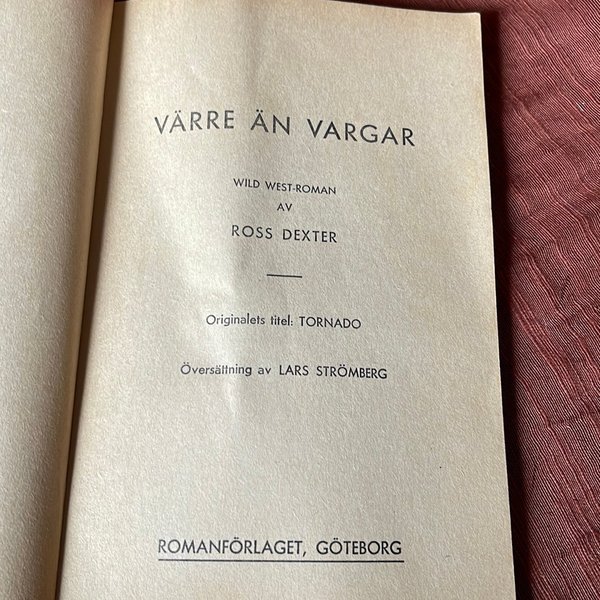 VÄRRE ÄN VARGAR
WILD WEST-ROMAN
AV
ROSS DEXTER
Originalets titel: TORNADO
Översättning av LARS STRÖMBERG
ROMANFÖRLAGET, GÖTEBORG